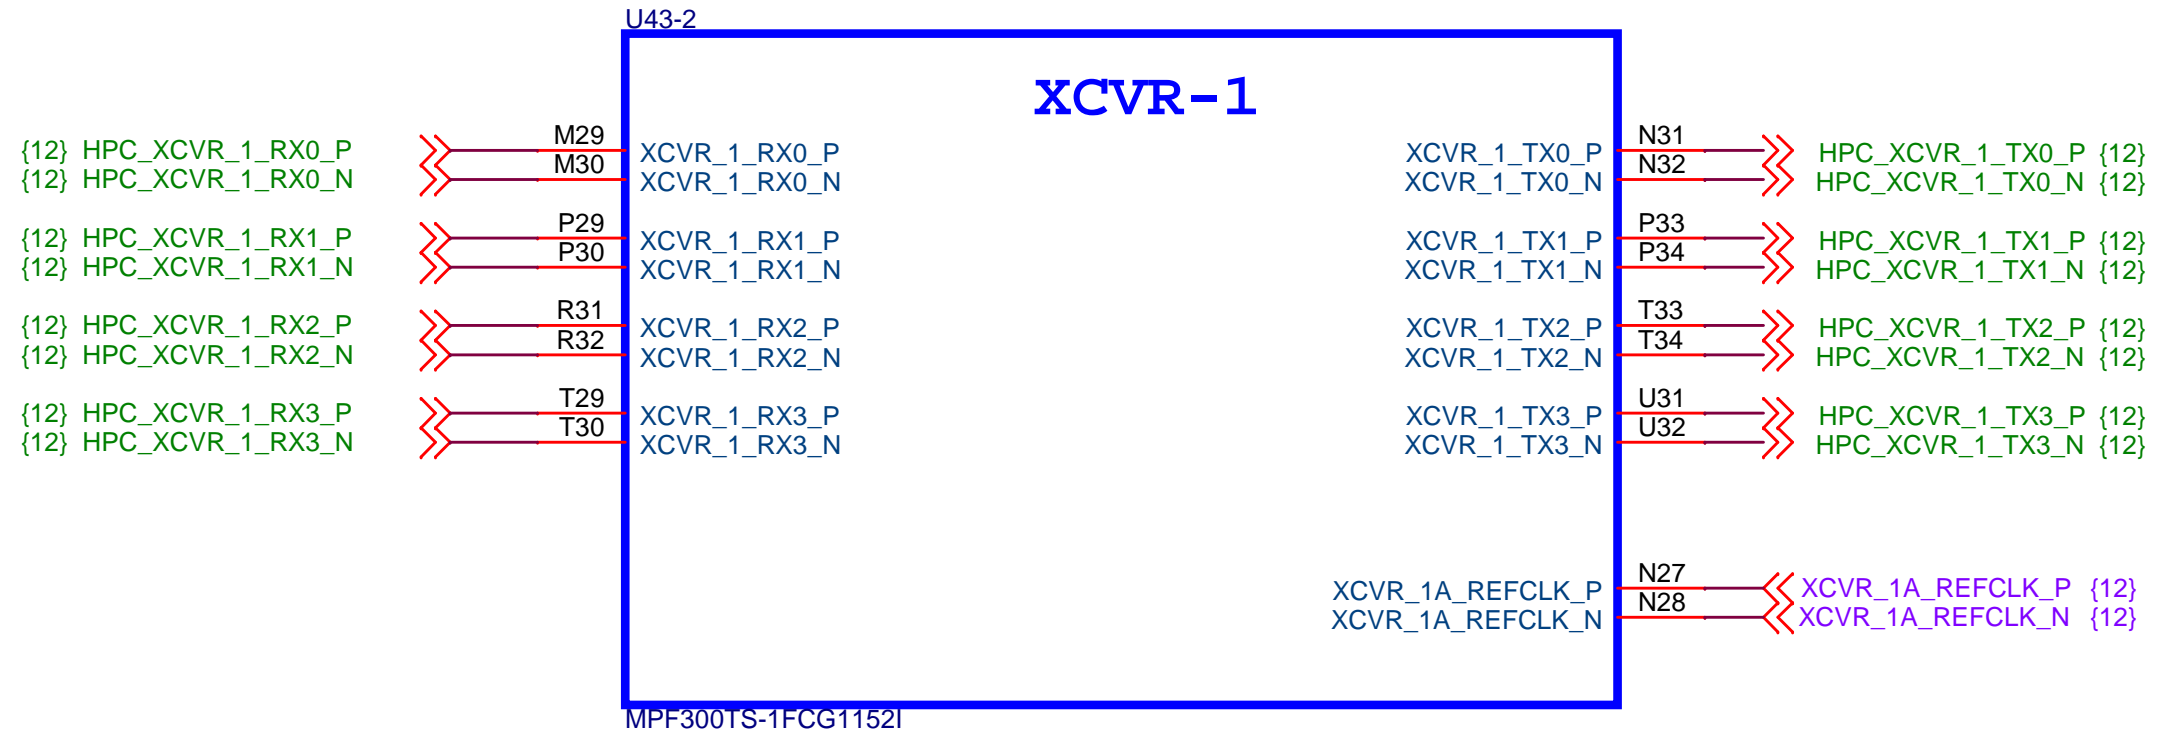 U43-2
XCVR-1
{12} HPC_XCVR_1_RX0_P M29 XCVR_1_RX0_P XCVR_1_TX0_P N31 HPC_XCVR_1_TX0_P {12}
{12} HPC_XCVR_1_RX0_N M30 XCVR_1_RX0_N XCVR_1_TX0_N N32 HPC_XCVR_1_TX0_N {12}
{12} HPC_XCVR_1_RX1_P P29 XCVR_1_RX1_P XCVR_1_TX1_P P33 HPC_XCVR_1_TX1_P {12}
{12} HPC_XCVR_1_RX1_N P30 XCVR_1_RX1_N XCVR_1_TX1_N P34 HPC_XCVR_1_TX1_N {12}
{12} HPC_XCVR_1_RX2_P R31 XCVR_1_RX2_P XCVR_1_TX2_P T33 HPC_XCVR_1_TX2_P {12}
{12} HPC_XCVR_1_RX2_N R32 XCVR_1_RX2_N XCVR_1_TX2_N T34 HPC_XCVR_1_TX2_N {12}
{12} HPC_XCVR_1_RX3_P T29 XCVR_1_RX3_P XCVR_1_TX3_P U31 HPC_XCVR_1_TX3_P {12}
{12} HPC_XCVR_1_RX3_N T30 XCVR_1_RX3_N XCVR_1_TX3_N U32 HPC_XCVR_1_TX3_N {12}
XCVR_1A_REFCLK_P N27 XCVR_1A_REFCLK_P {12}
XCVR_1A_REFCLK_N N28 XCVR_1A_REFCLK_N {12}
MPF300TS-1FCG1152I